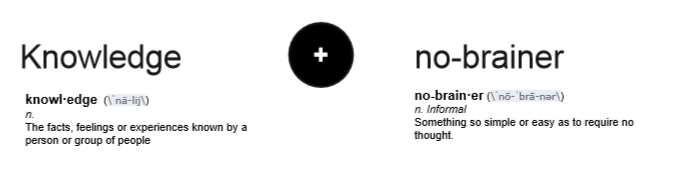 Knowledge
knowl·edge (\ˈnä-lij\)
n.
The facts, feelings or experiences known by a
person or group of people
+
no-brainer
no-brain·er (\ˈnō-ˈbrā-nər\)
n. Informal
Something so simple or easy as to require no
thought.